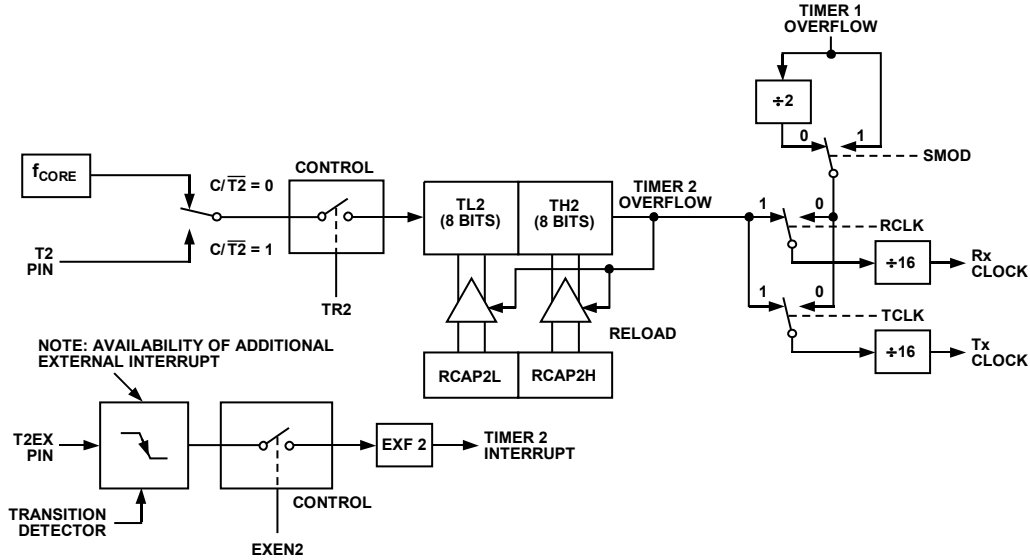 TIMER 1
OVERFLOW
÷2
0
1
SMOD
fCORE
C/T̅2̅ = 0
CONTROL
TL2
(8 BITS)
TH2
(8 BITS)
TIMER 2
OVERFLOW
1
0
RCLK
T2
PIN
C/T̅2̅ = 1
÷16
Rx
CLOCK
TR2
1
0
TCLK
RELOAD
NOTE: AVAILABILITY OF ADDITIONAL
EXTERNAL INTERRUPT
RCAP2L
RCAP2H
÷16
Tx
CLOCK
T2EX
PIN
EXF 2
TIMER 2
INTERRUPT
CONTROL
TRANSITION
DETECTOR
EXEN2